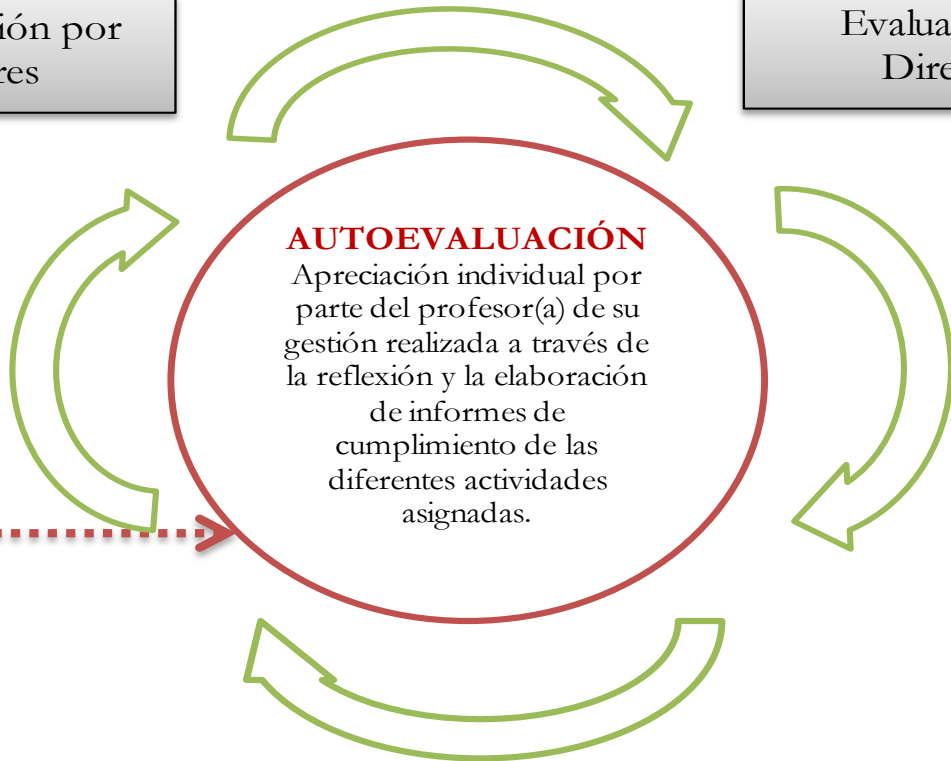 ión por
res
Evalua
Dire
AUTOEVALUACIÓN
Apreciación individual por
parte del profesor(a) de su
gestión realizada a través de
la reflexión y la elaboración
de informes de
cumplimiento de las
diferentes actividades
asignadas.